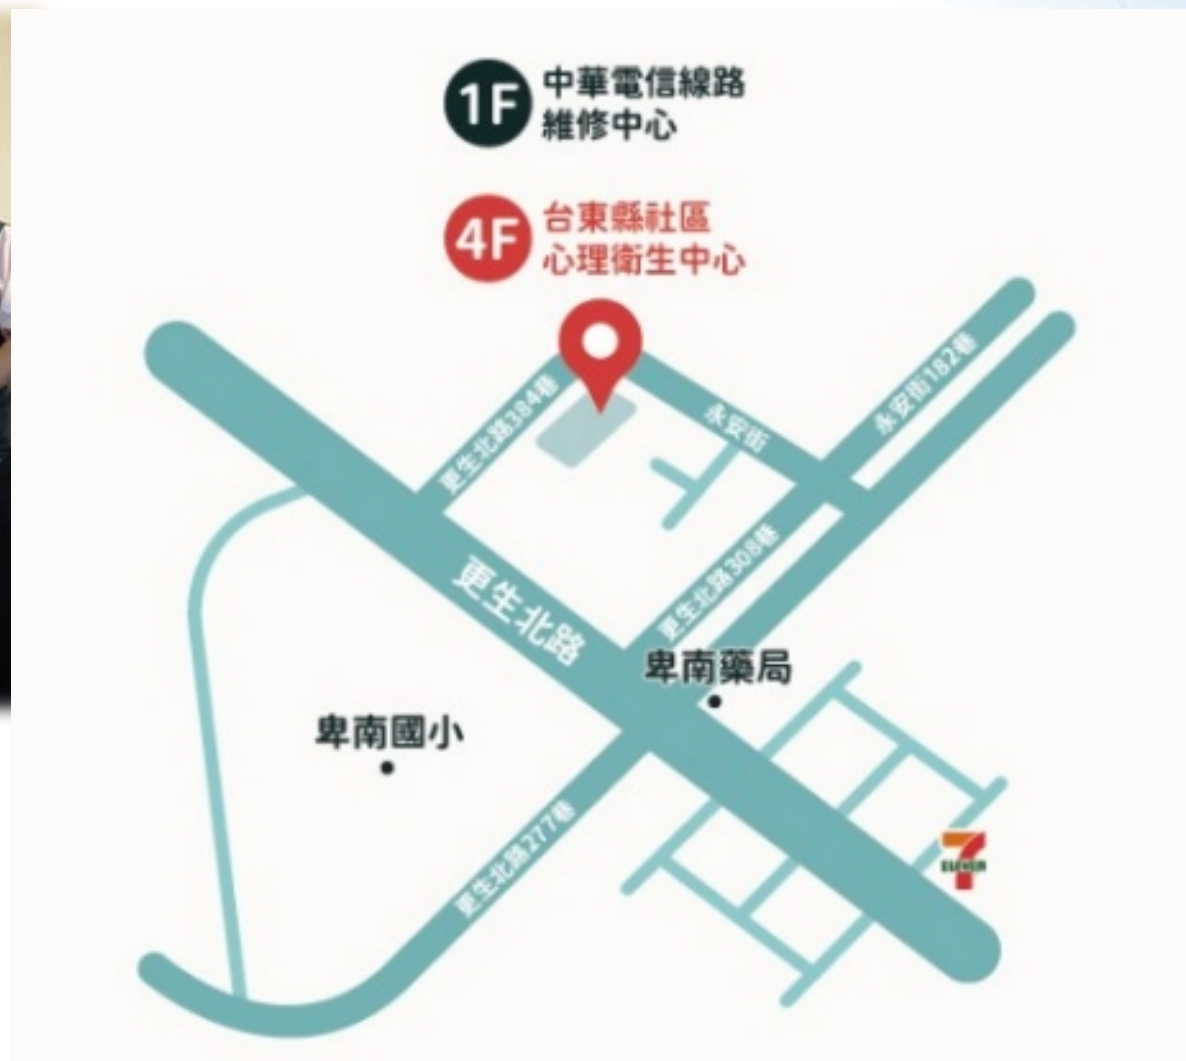 1F
中華電信線路
維修中心
4F
台東縣社區
心理衛生中心
更生北路384巷
永安街
永安街182巷
更生北路308巷
更生北路
卑南藥局
卑南國小
更生北路277巷
7
ELEVEN